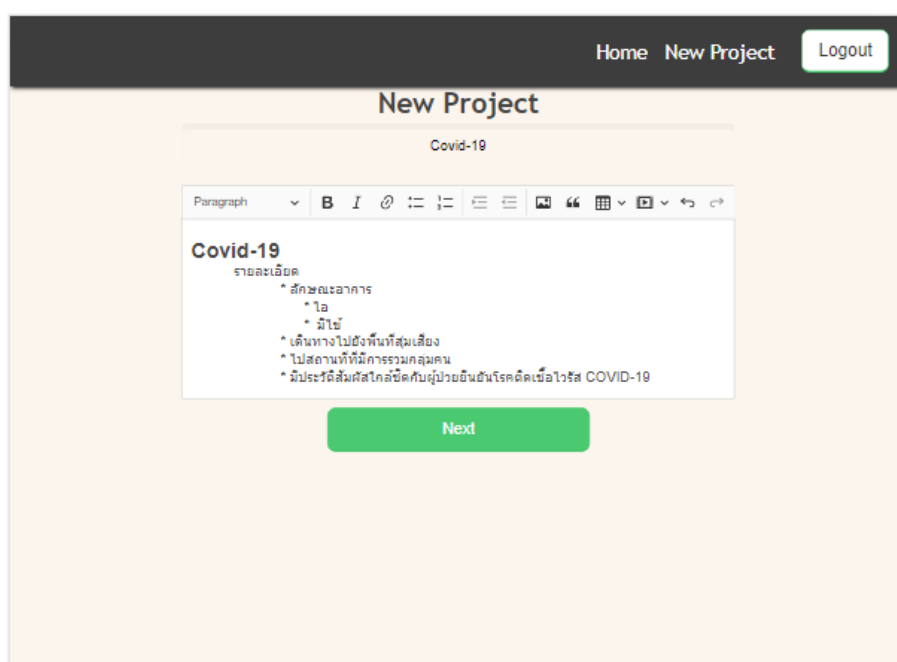 Home New Project Logout
New Project
Covid-19
Paragraph
Covid-19
รายละเอียด
* ลักษณะอาการ
* ไอ
* มีไข้
* เดินทางไปยังพื้นที่สุ่มเสี่ยง
* ไปสถานที่ที่มีการรวมกลุ่มคน
* มีประวัติสัมผัสใกล้ชิดกับผู้ป่วยยืนยันโรคติดเชื้อไวรัส COVID-19
Next